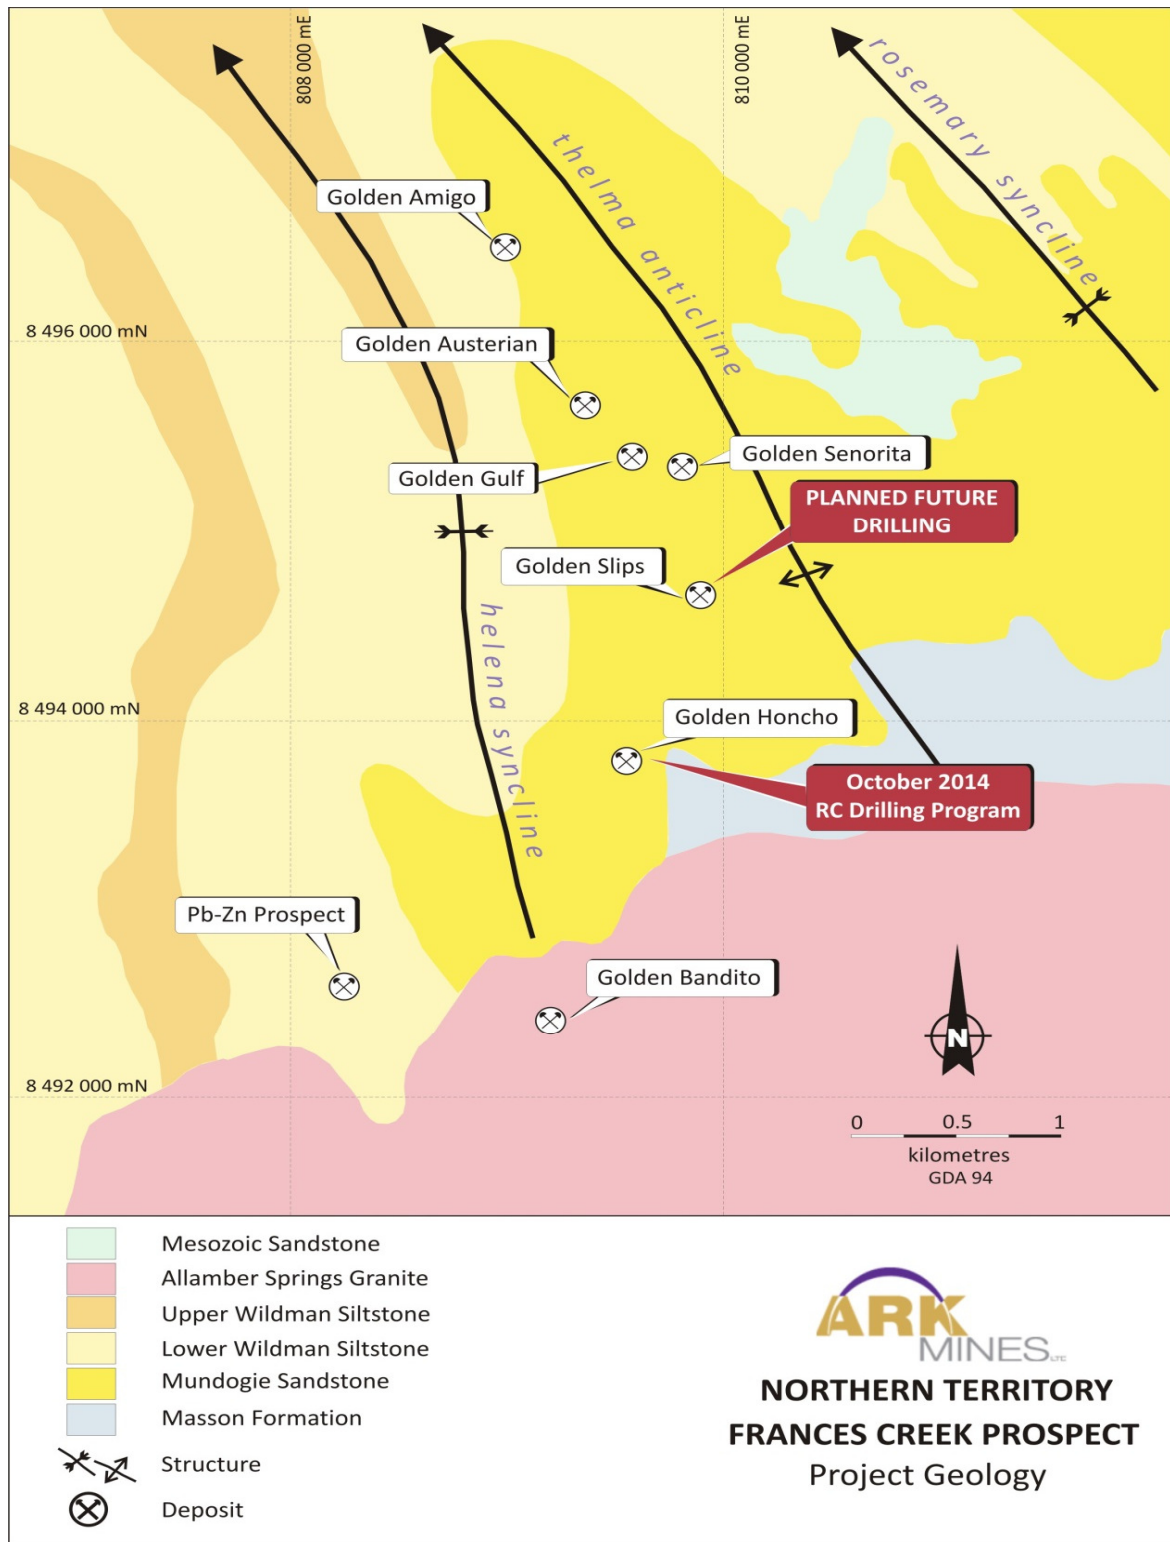 808 000 mE
810 000 mE
rosemary syncline
thelma anticline
Golden Amigo
8 496 000 mN
Golden Austerian
Golden Senorita
Golden Gulf
PLANNED FUTURE
DRILLING
Golden Slips
helena syncline
8 494 000 mN
Golden Honcho
October 2014
RC Drilling Program
Pb-Zn Prospect
Golden Bandito
N
8 492 000 mN
0 0.5 1
kilometres
GDA 94
Mesozoic Sandstone
Allamber Springs Granite
Upper Wildman Siltstone
Lower Wildman Siltstone
Mundogie Sandstone
Masson Formation
Structure
Deposit
ARK
MINES LTD
NORTHERN TERRITORY
FRANCES CREEK PROSPECT
Project Geology